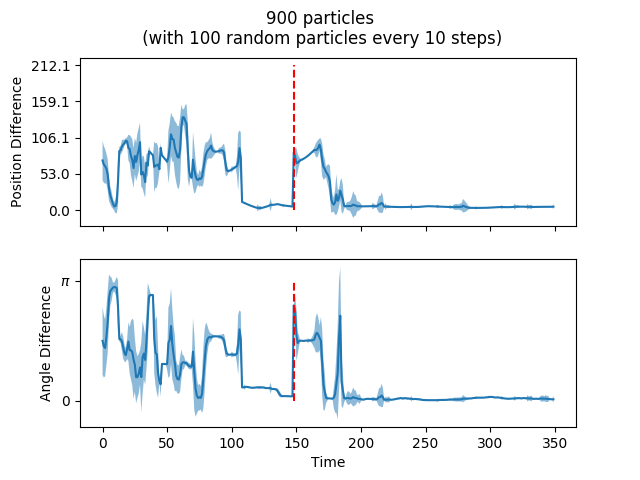 900 particles
(with 100 random particles every 10 steps)
Position Difference
212.1
159.1
106.1
53.0
0.0
Angle Difference
π
0
0 50 100 150 200 250 300 350
Time